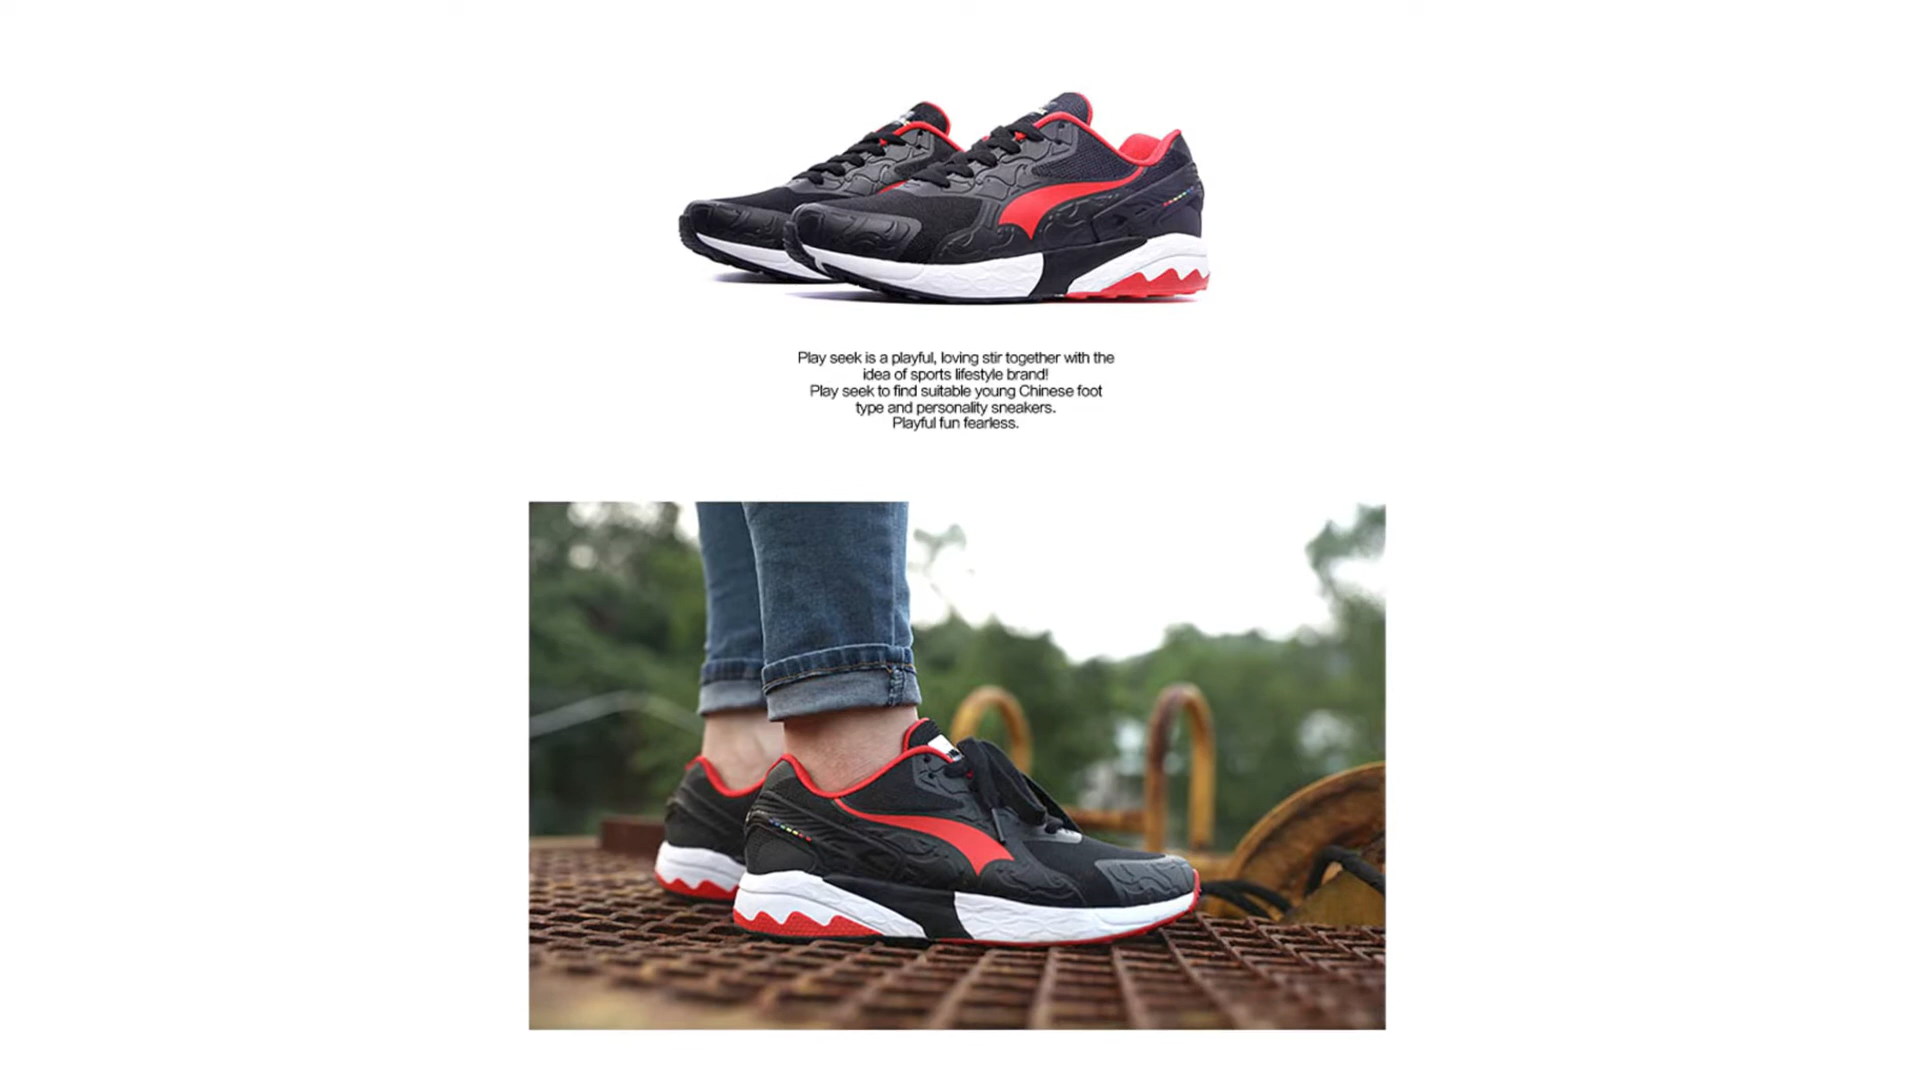 Play seek is a playful, loving stir together with the
idea of sports lifestyle brand!
Play seek to find suitable young Chinese foot
type and personality sneakers.
Playful fun fearless.